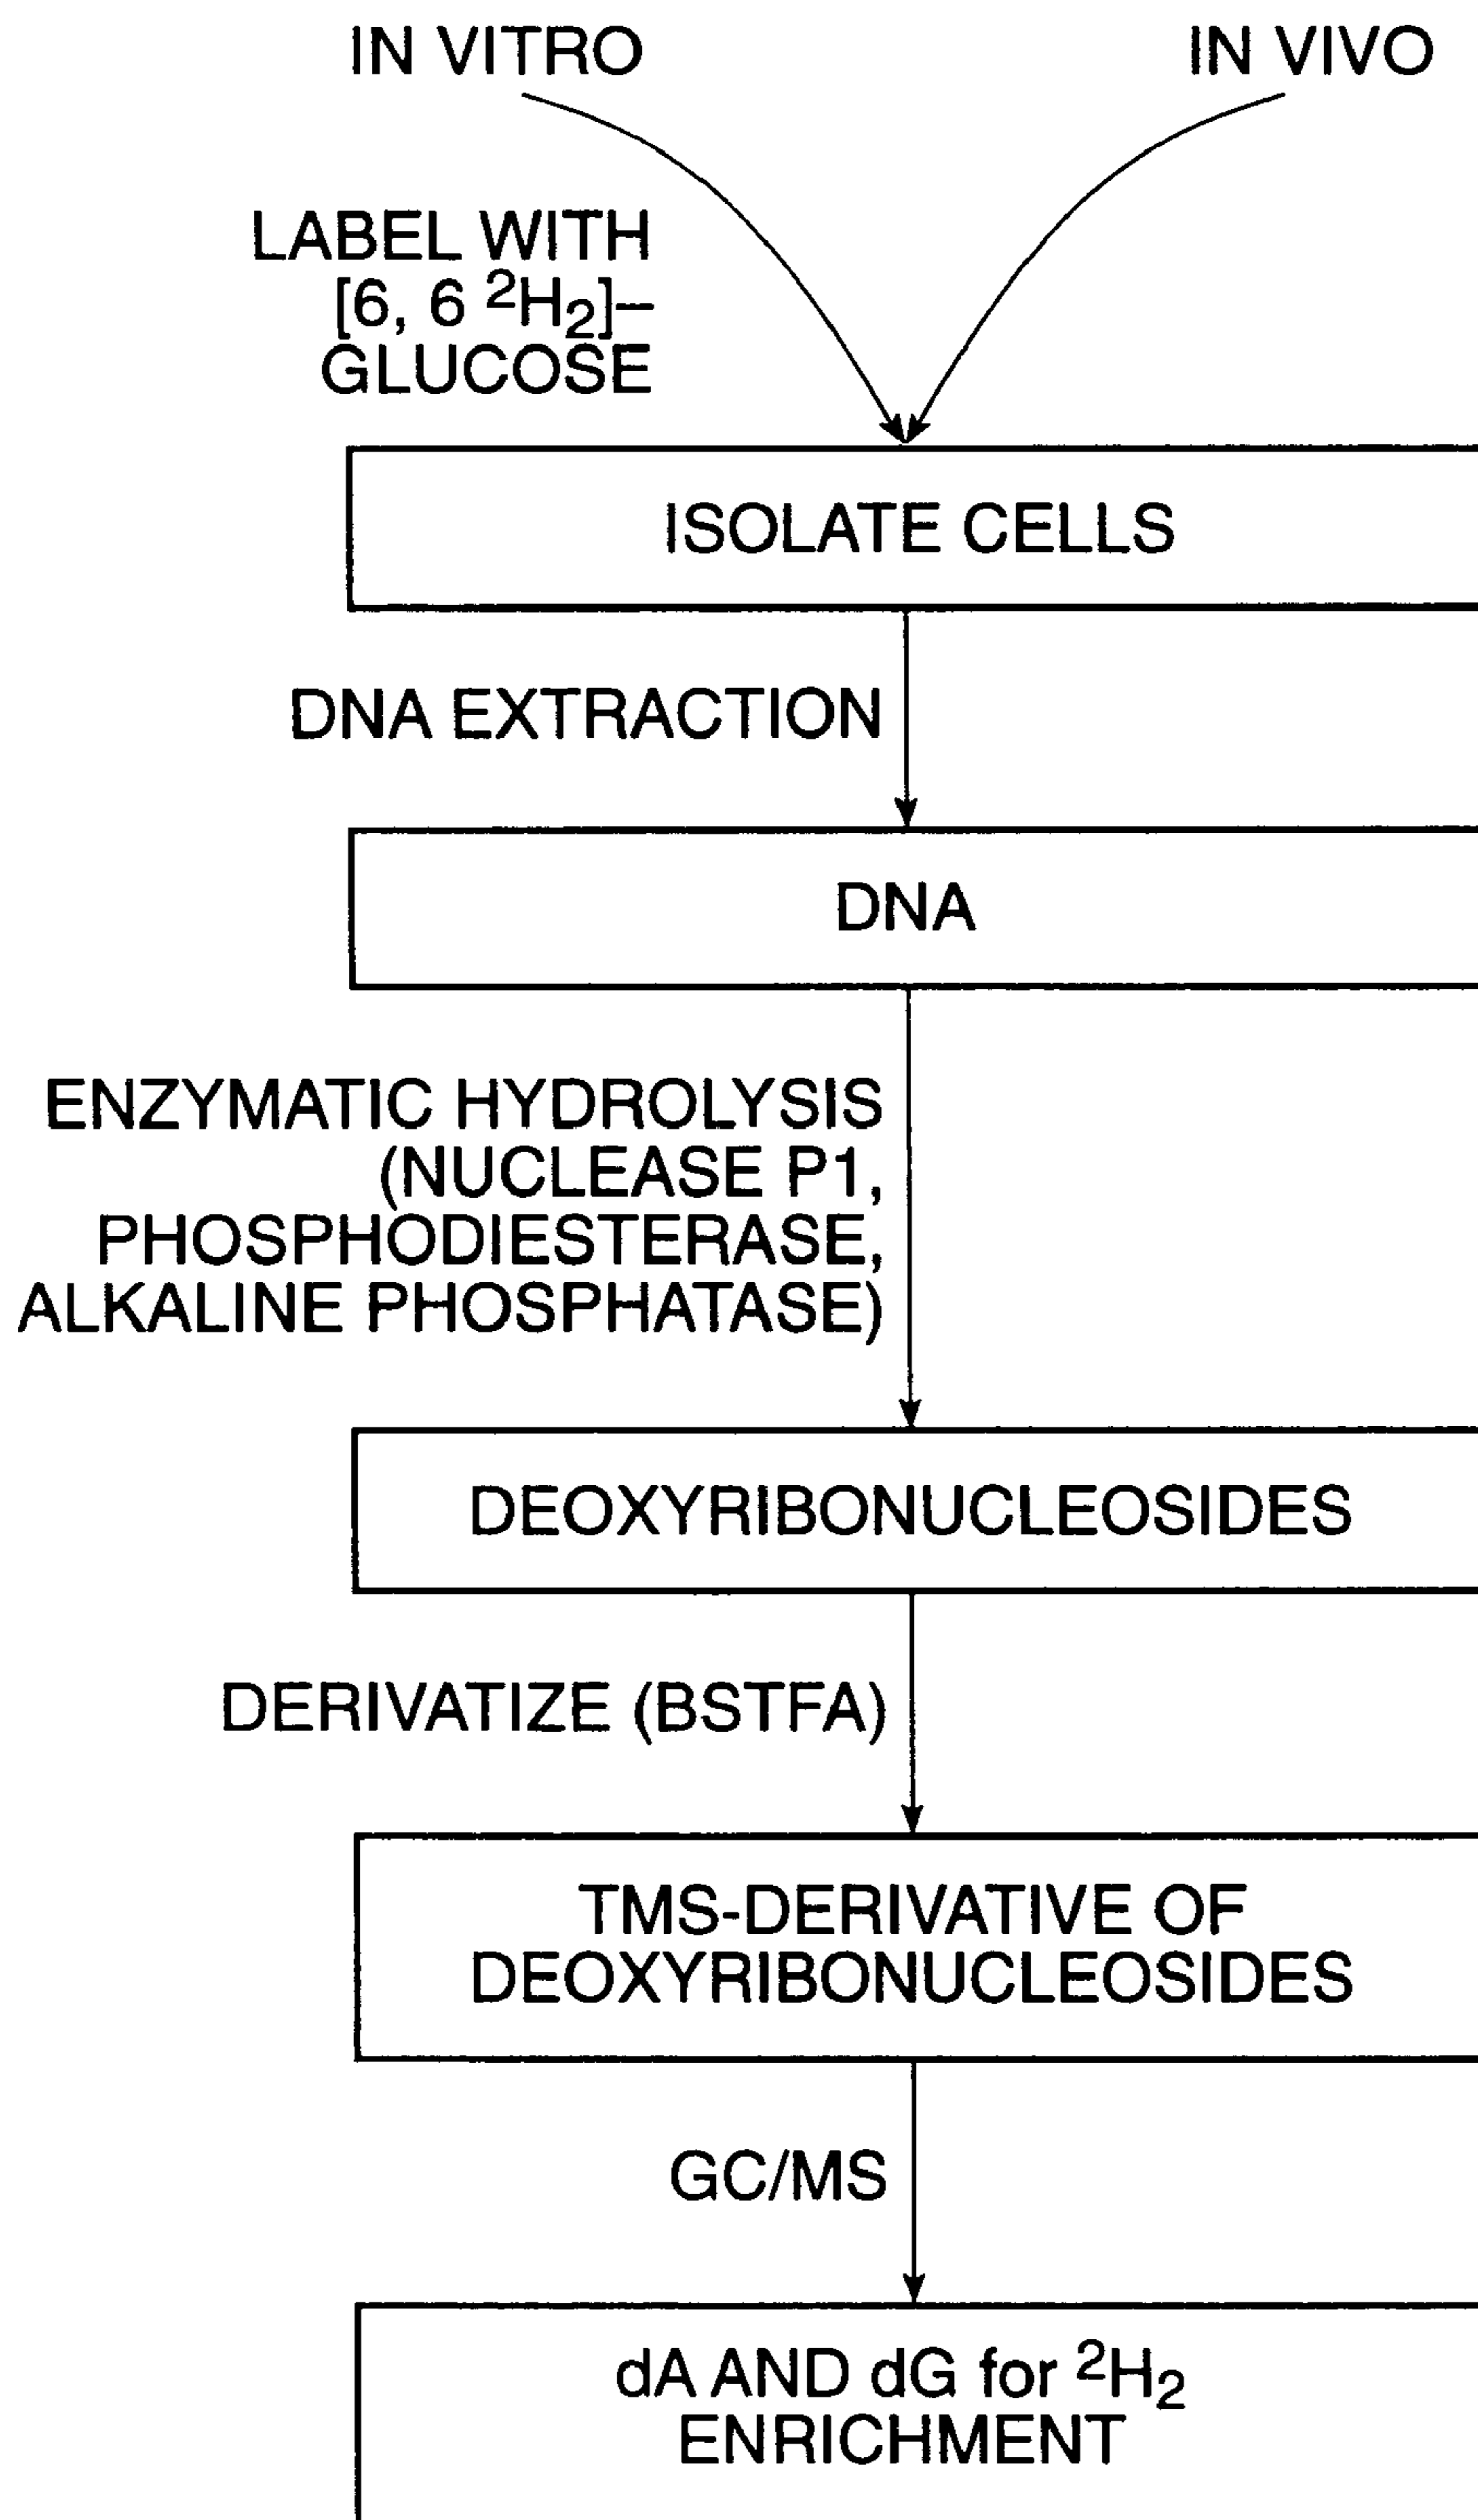 IN VITRO
IN VIVO
LABEL WITH
[6, 6 ²H₂]–
GLUCOSE
ISOLATE CELLS
DNA EXTRACTION
DNA
ENZYMATIC HYDROLYSIS
(NUCLEASE P1,
PHOSPHODIESTERASE,
ALKALINE PHOSPHATASE)
DEOXYRIBONUCLEOSIDES
DERIVATIZE (BSTFA)
TMS-DERIVATIVE OF
DEOXYRIBONUCLEOSIDES
GC/MS
dA AND dG for ²H₂
ENRICHMENT